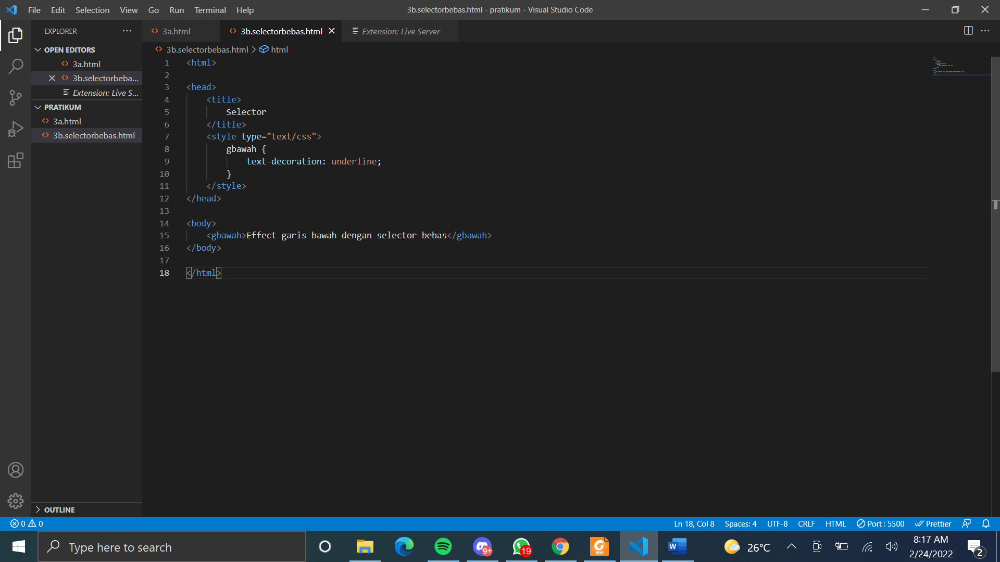 File Edit Selection View Go Run Terminal Help
3b.selectorbebas.html - pratikum - Visual Studio Code
EXPLORER
OPEN EDITORS
3a.html
3b.selectorbeba...
Extension: Live S...
PRATIKUM
3a.html
3b.selectorbebas.html
OUTLINE
3a.html
3b.selectorbebas.html
Extension: Live Server
3b.selectorbebas.html > html
1 <html>
2
3 <head>
4 <title>
5 Selector
6 </title>
7 <style type="text/css">
8 gbawah {
9 text-decoration: underline;
10 }
11 </style>
12 </head>
13
14 <body>
15 <gbawah>Effect garis bawah dengan selector bebas</gbawah>
16 </body>
17
18 </html>
0 0
Ln 18, Col 8 Spaces: 4 UTF-8 CRLF HTML Port : 5500 Prettier
Type here to search
9+
19
PDF
W
26°C
8:17 AM
2/24/2022
2